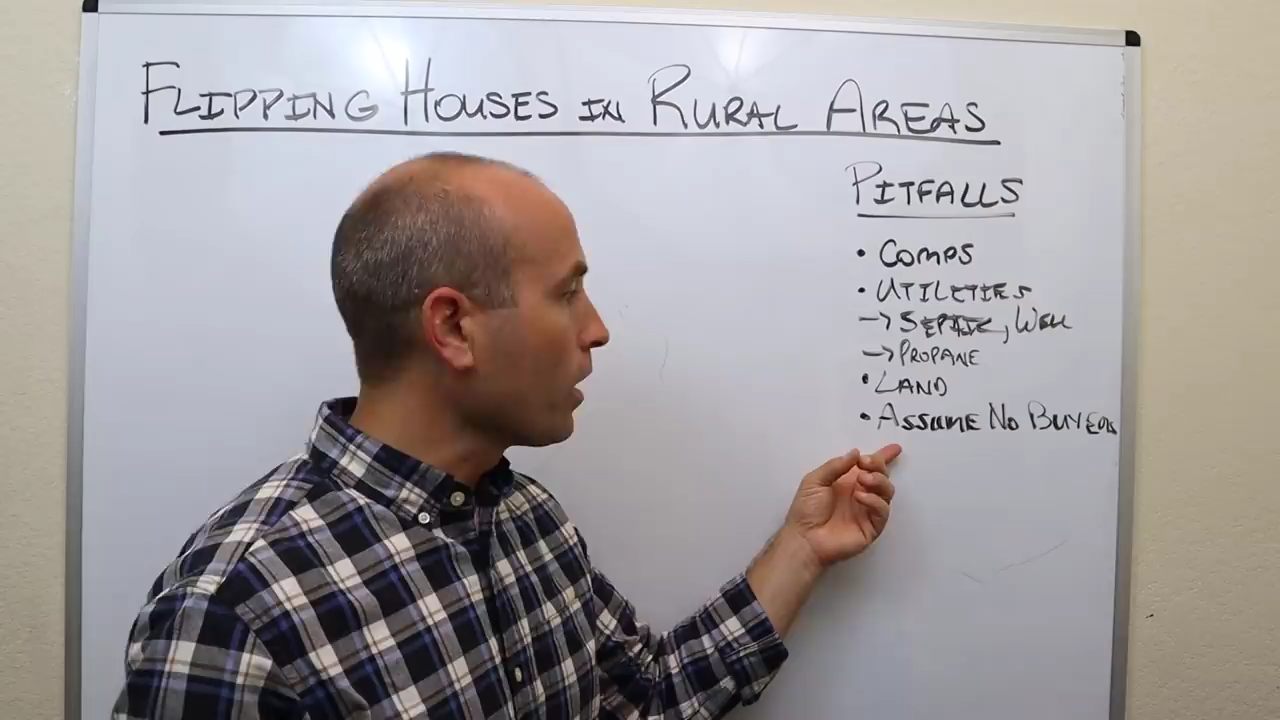 FLIPPING HOUSES IN RURAL AREAS
PITFALLS
• COMPS
• UTILITIES
→ SEPTIC, WELL
→ PROPANE
• LAND
• ASSUME NO BUYERS